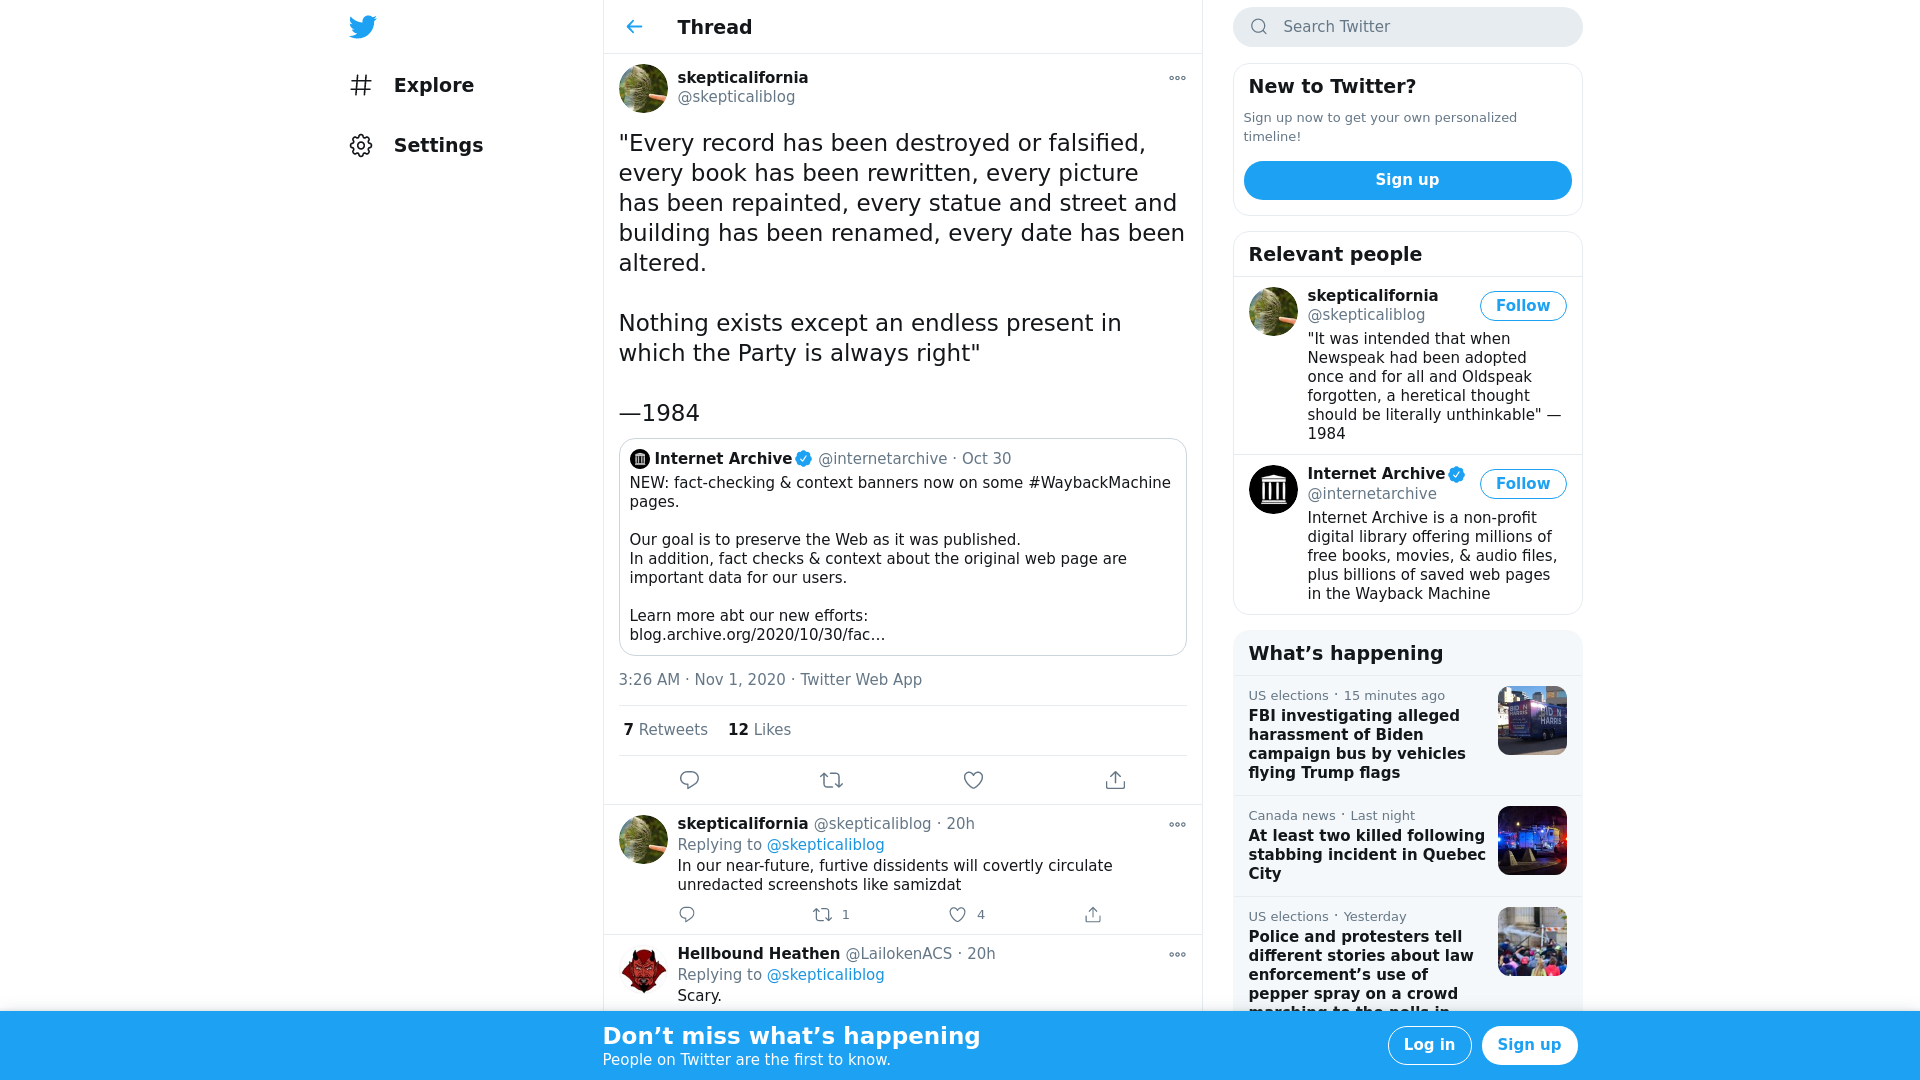 Explore
Settings
Thread
skepticalifornia
@skepticaliblog
"Every record has been destroyed or falsified,
every book has been rewritten, every picture
has been repainted, every statue and street and
building has been renamed, every date has been
altered.
Nothing exists except an endless present in
which the Party is always right"
—1984
Internet Archive @internetarchive · Oct 30
NEW: fact-checking & context banners now on some #WaybackMachine
pages.
Our goal is to preserve the Web as it was published.
In addition, fact checks & context about the original web page are
important data for our users.
Learn more abt our new efforts:
blog.archive.org/2020/10/30/fac…
3:26 AM · Nov 1, 2020 · Twitter Web App
7 Retweets 12 Likes
1 4
skepticalifornia @skepticaliblog · 20h
Replying to @skepticaliblog
In our near-future, furtive dissidents will covertly circulate
unredacted screenshots like samizdat
Hellbound Heathen @LailokenACS · 20h
Replying to @skepticaliblog
Scary.
Search Twitter
New to Twitter?
Sign up now to get your own personalized
timeline!
Sign up
Relevant people
skepticalifornia
@skepticaliblog
Follow
"It was intended that when
Newspeak had been adopted
once and for all and Oldspeak
forgotten, a heretical thought
should be literally unthinkable" —
1984
Internet Archive
@internetarchive
Follow
Internet Archive is a non-profit
digital library offering millions of
free books, movies, & audio files,
plus billions of saved web pages
in the Wayback Machine
What’s happening
US elections · 15 minutes ago
FBI investigating alleged
harassment of Biden
campaign bus by vehicles
flying Trump flags
Canada news · Last night
At least two killed following
stabbing incident in Quebec
City
US elections · Yesterday
Police and protesters tell
different stories about law
enforcement’s use of
pepper spray on a crowd
marching to the polls in
Don’t miss what’s happening
People on Twitter are the first to know.
Log in
Sign up